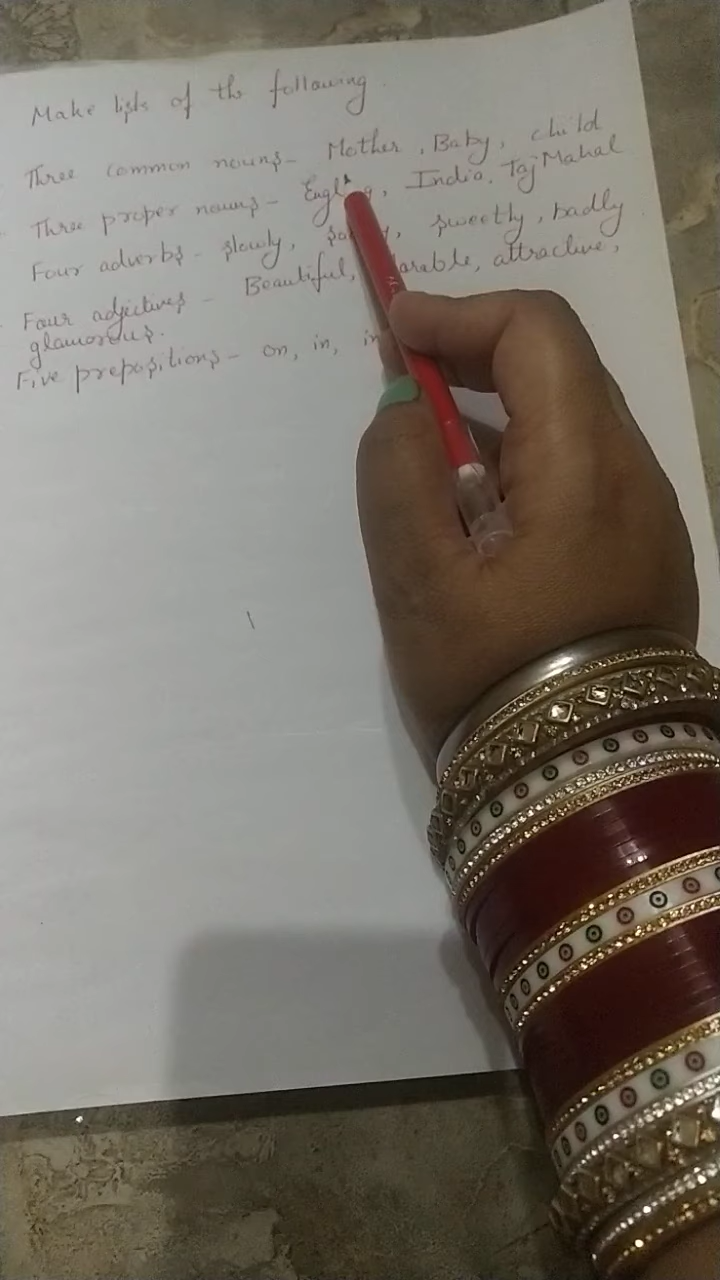 Make lists of the following
Three common nouns - Mother, Baby, child
Three proper nouns - India, Taj Mahal
Four adverbs - slowly, sweetly, badly
Four adjectives - Beautiful, attractive,
glamorous.
Five prepositions - on, in,